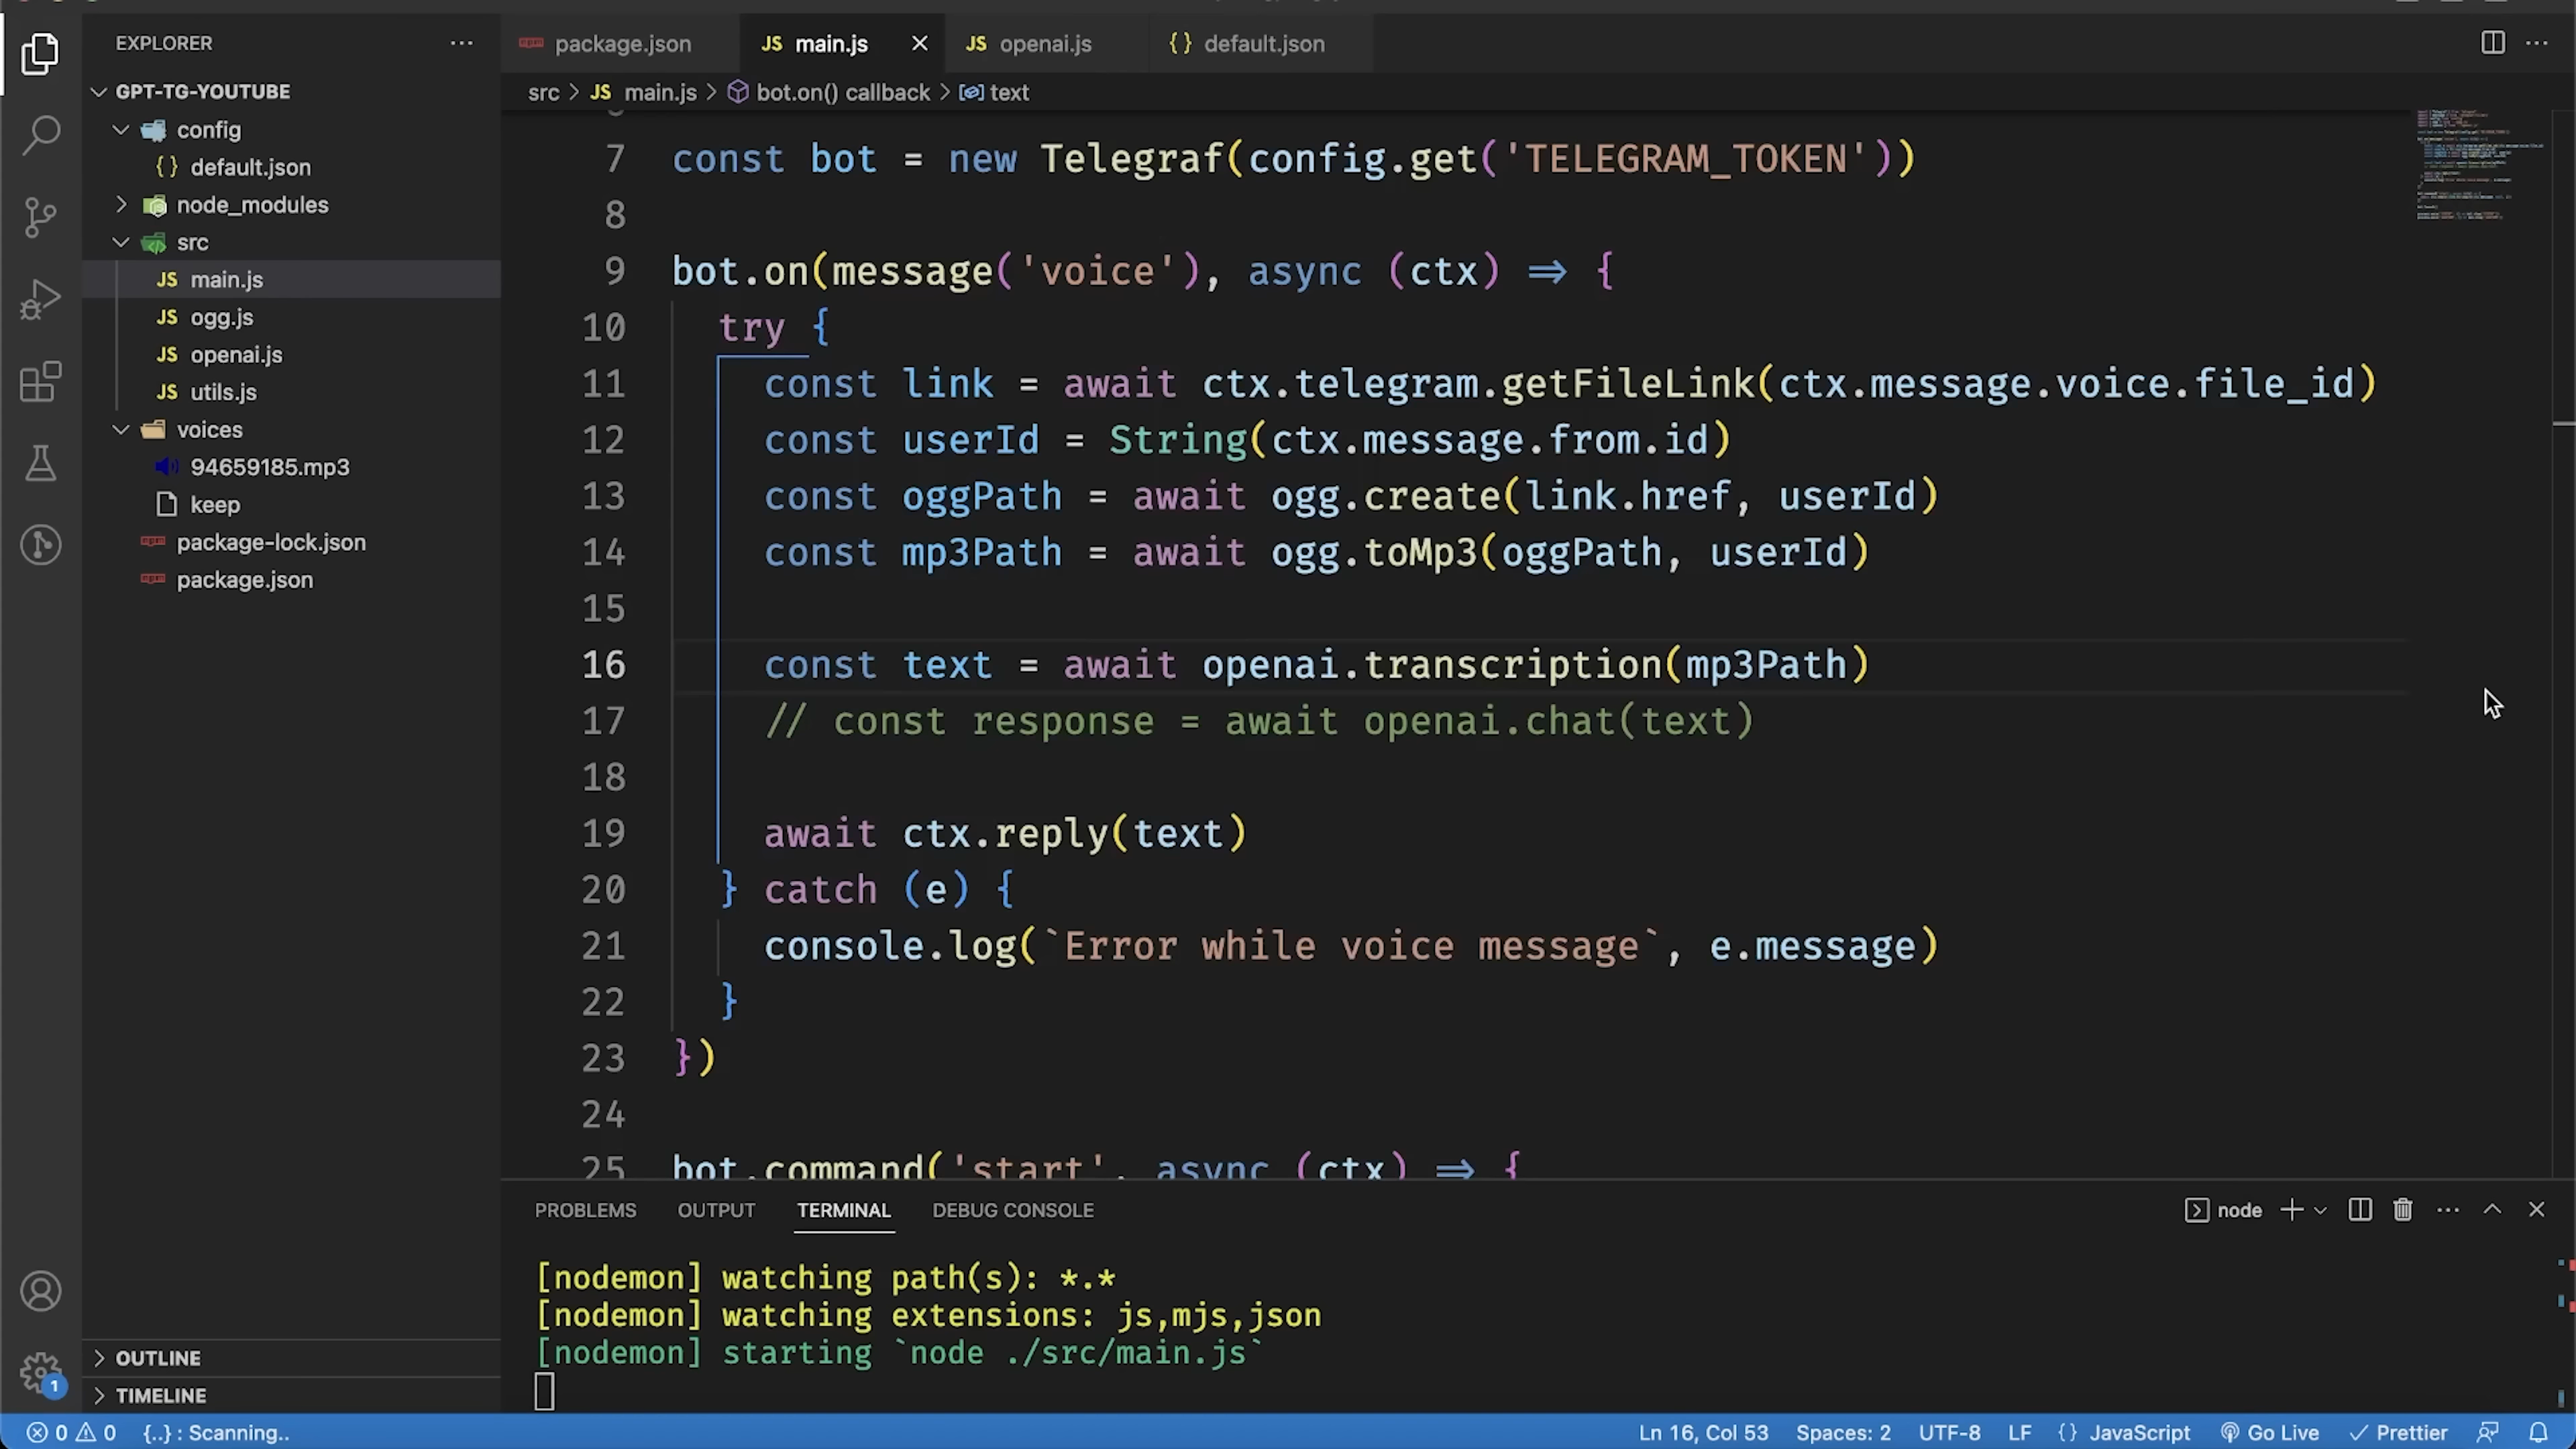 EXPLORER
GPT-TG-YOUTUBE
config
{} default.json
node_modules
src
JS main.js
JS ogg.js
JS openai.js
JS utils.js
voices
94659185.mp3
keep
package-lock.json
package.json
OUTLINE
TIMELINE
package.json
JS main.js
JS openai.js
{} default.json
src > JS main.js > bot.on() callback > text
7 const bot = new Telegraf(config.get('TELEGRAM_TOKEN'))
8
9 bot.on(message('voice'), async (ctx) => {
10 try {
11 const link = await ctx.telegram.getFileLink(ctx.message.voice.file_id)
12 const userId = String(ctx.message.from.id)
13 const oggPath = await ogg.create(link.href, userId)
14 const mp3Path = await ogg.toMp3(oggPath, userId)
15
16 const text = await openai.transcription(mp3Path)
17 // const response = await openai.chat(text)
18
19 await ctx.reply(text)
20 } catch (e) {
21 console.log(`Error while voice message`, e.message)
22 }
23 })
24
25 bot.command('start', async (ctx) => {
PROBLEMS OUTPUT TERMINAL DEBUG CONSOLE
node
[nodemon] watching path(s): *.*
[nodemon] watching extensions: js,mjs,json
[nodemon] starting `node ./src/main.js`
1
0 0 {..} : Scanning.. Ln 16, Col 53 Spaces: 2 UTF-8 LF {} JavaScript Go Live Prettier